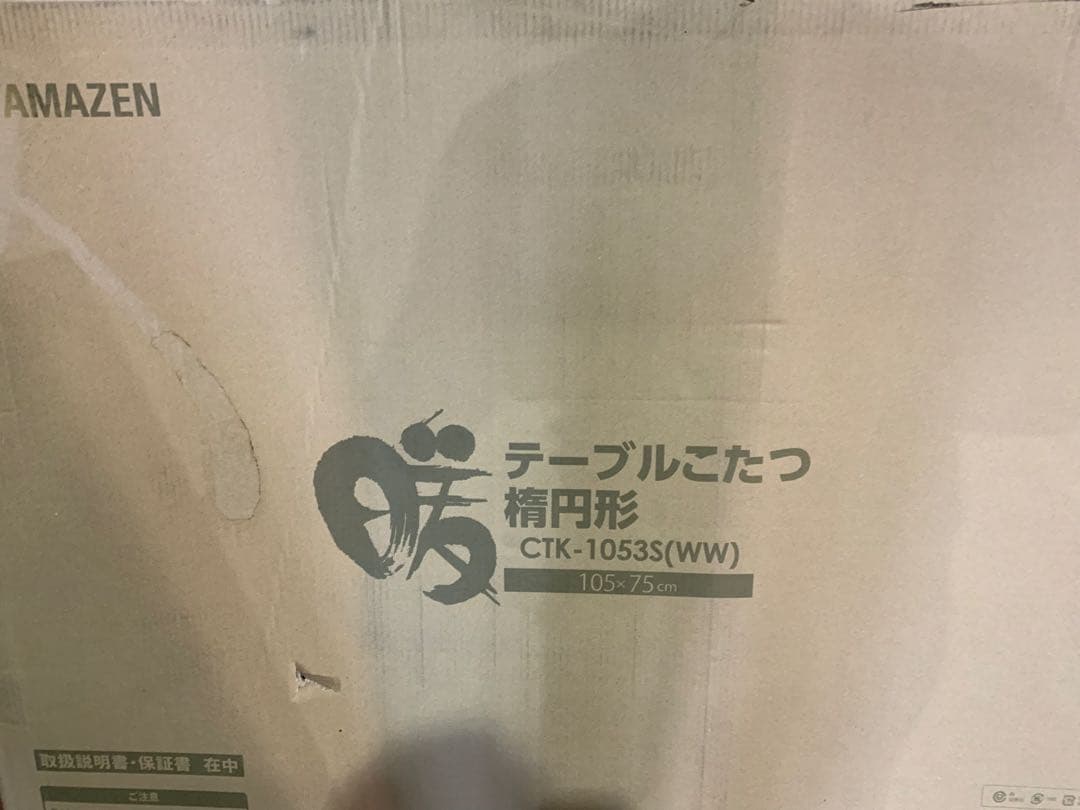 AMAZEN
暖
テーブルこたつ
楕円形
CTK-1053S(WW)
105×75cm
取扱説明書・保証書 在中
ご注意